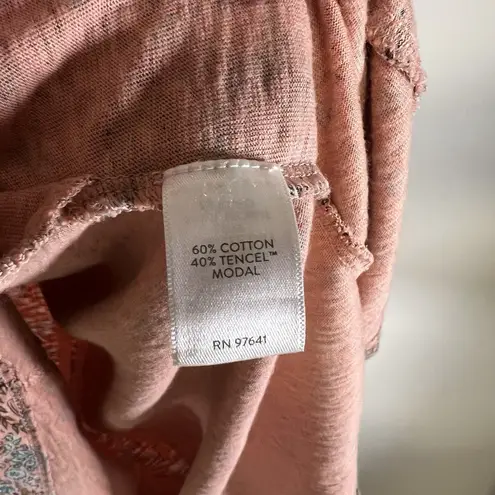 60% COTTON
40% TENCEL™
MODAL
RN 97641